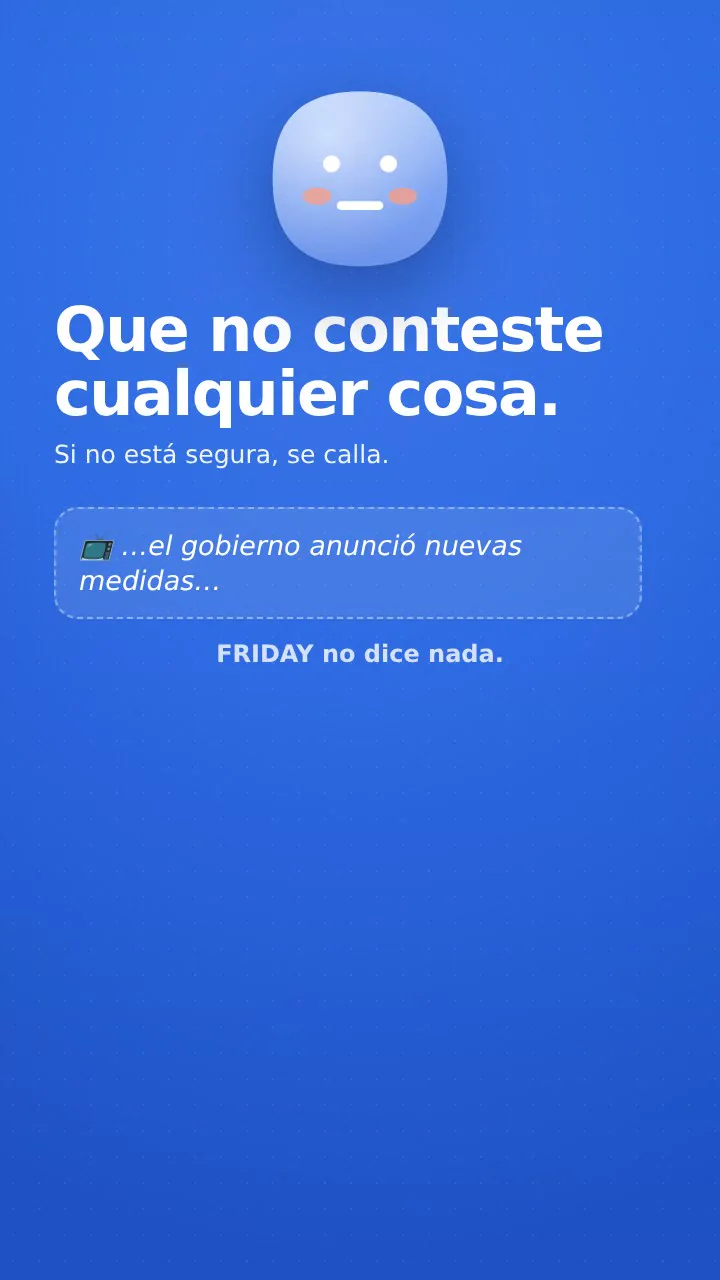 Que no conteste
cualquier cosa.
Si no está segura, se calla.
📺 ...el gobierno anunció nuevas
medidas...
FRIDAY no dice nada.